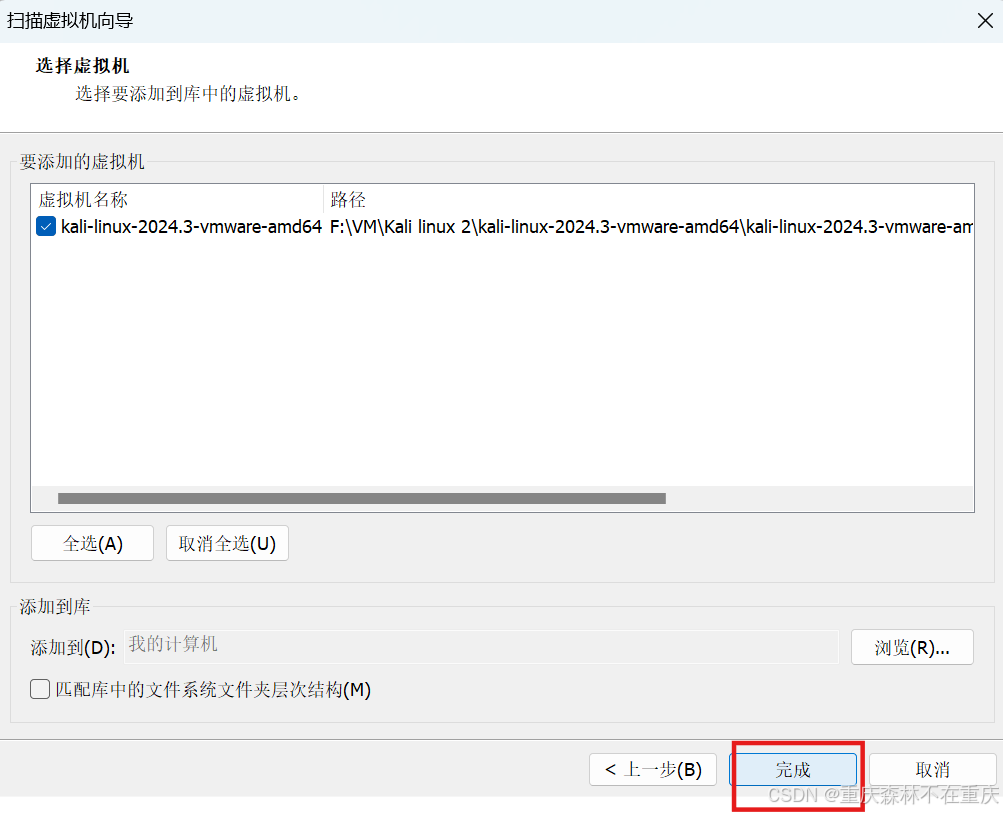 扫描虚拟机向导
选择虚拟机
选择要添加到库中的虚拟机。
要添加的虚拟机
虚拟机名称 路径
kali-linux-2024.3-vmware-amd64 F:\VM\Kali linux 2\kali-linux-2024.3-vmware-amd64\kali-linux-2024.3-vmware-am
全选(A) 取消全选(U)
添加到库
添加到(D): 我的计算机 浏览(R)...
匹配库中的文件系统文件夹层次结构(M)
< 上一步(B) 完成 取消
CSDN @重庆森林不在重庆